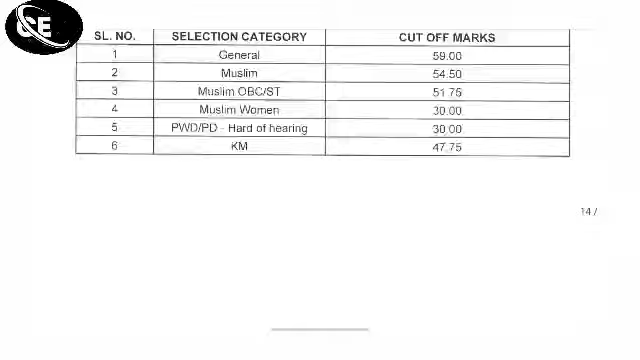 CE
SL. NO. SELECTION CATEGORY CUT OFF MARKS
1 General 59.00
2 Muslim 54.50
3 Muslim OBC/ST 51.75
4 Muslim Women 30.00
5 PWD/PD - Hard of hearing 30.00
6 KM 47.75
14 /